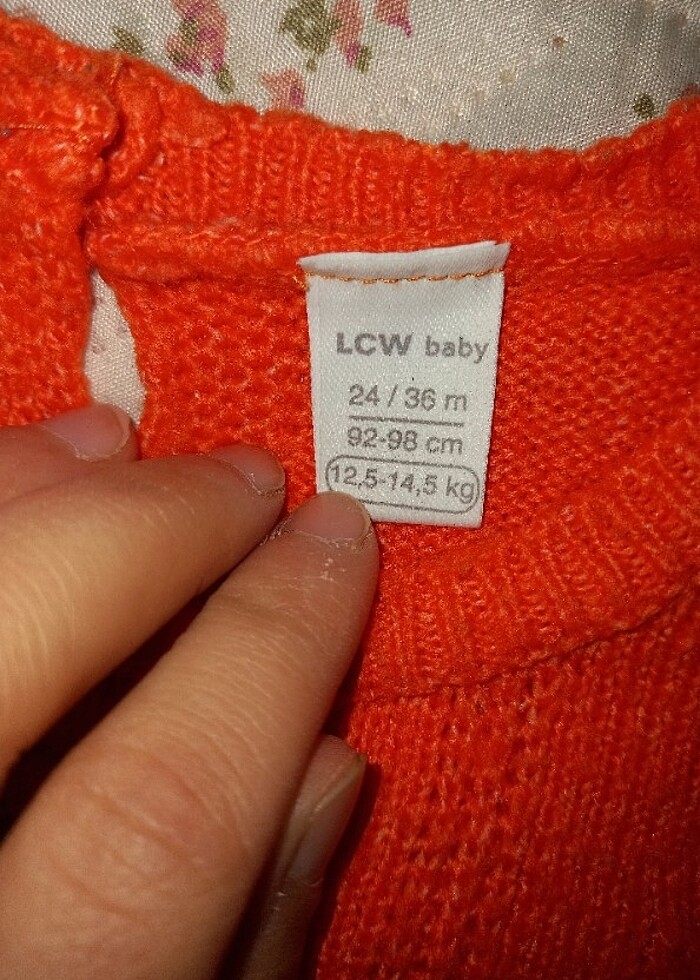 LCW baby
24 / 36 m
92-98 cm
12,5-14,5 kg